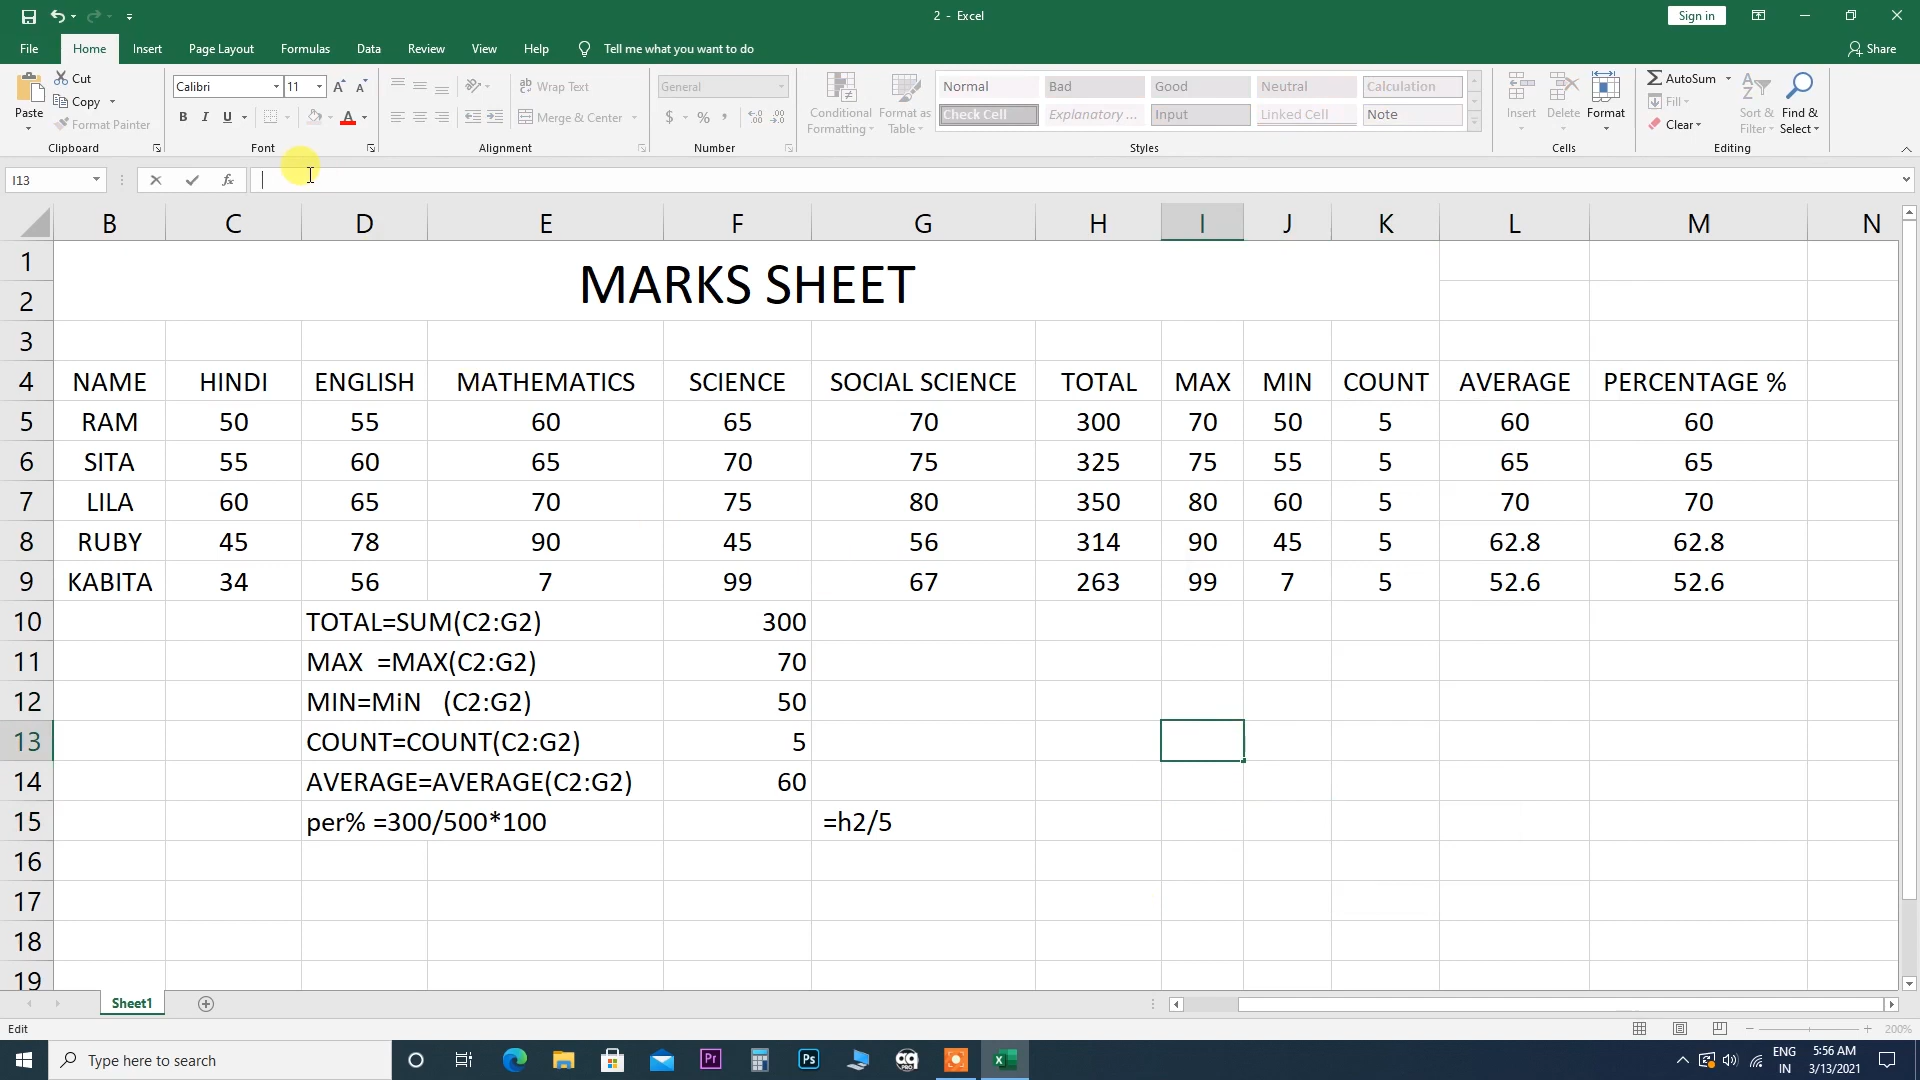 2 - Excel
Sign in
File Home Insert Page Layout Formulas Data Review View Help Tell me what you want to do Share
Paste
Cut
Copy
Format Painter
Clipboard
Calibri 11
B I U
Font
Wrap Text
Merge & Center
Alignment
General
$ % ,
Number
Conditional Formatting
Format as Table
Normal Bad Good Neutral Calculation
Check Cell Explanatory ... Input Linked Cell Note
Styles
Insert Delete Format
Cells
AutoSum
Fill
Clear
Sort & Filter
Find & Select
Editing
I13 fx
B C D E F G H I J K L M N
1 MARKS SHEET
2
3
4 NAME HINDI ENGLISH MATHEMATICS SCIENCE SOCIAL SCIENCE TOTAL MAX MIN COUNT AVERAGE PERCENTAGE %
5 RAM 50 55 60 65 70 300 70 50 5 60 60
6 SITA 55 60 65 70 75 325 75 55 5 65 65
7 LILA 60 65 70 75 80 350 80 60 5 70 70
8 RUBY 45 78 90 45 56 314 90 45 5 62.8 62.8
9 KABITA 34 56 7 99 67 263 99 7 5 52.6 52.6
10 TOTAL=SUM(C2:G2) 300
11 MAX =MAX(C2:G2) 70
12 MIN=MiN (C2:G2) 50
13 COUNT=COUNT(C2:G2) 5
14 AVERAGE=AVERAGE(C2:G2) 60
15 per% =300/500*100 =h2/5
16
17
18
19
Sheet1
Edit 200%
Type here to search
Pr Ps PRO
ENG
IN
5:56 AM
3/13/2021